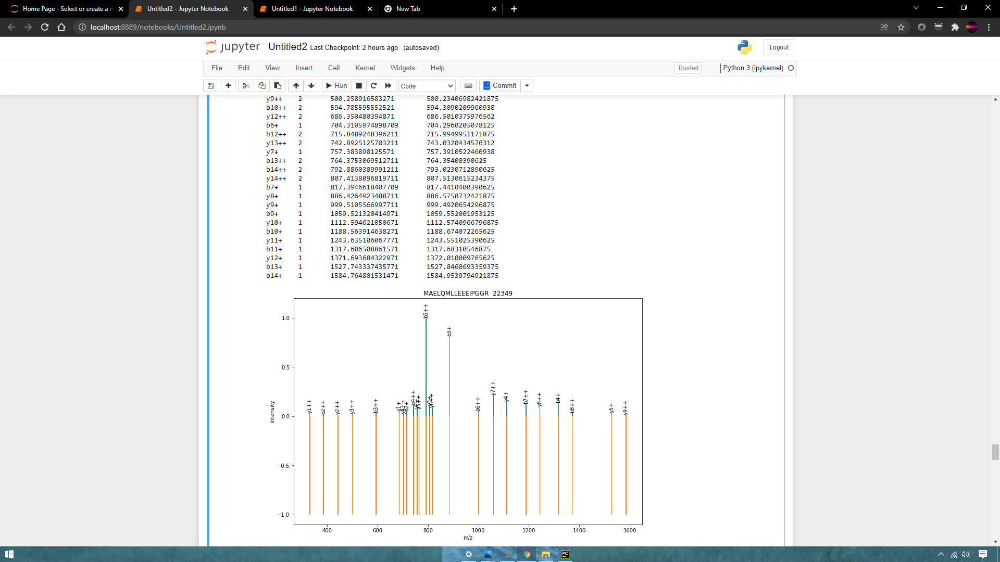 Home Page - Select or create a n
Untitled2 - Jupyter Notebook
Untitled1 - Jupyter Notebook
New Tab
localhost:8889/notebooks/Untitled2.ipynb
jupyter Untitled2 Last Checkpoint: 2 hours ago (autosaved)
Logout
File Edit View Insert Cell Kernel Widgets Help
Trusted
Python 3 (ipykernel)
Run
Code
Commit
y9++ 2 500.258916583271 500.23406982421875
b10++ 2 594.785595552521 594.3090209960938
y12++ 2 686.350480394871 686.5010375976562
b6+ 1 704.3105974898709 704.2960205078125
b12++ 2 715.8489248396211 715.9949951171875
y13++ 2 742.8925125703211 743.0320434570312
y7+ 1 757.383898125571 757.3910522460938
b13++ 2 764.3753069512711 764.35400390625
b14++ 2 792.8860389991211 793.0230712890625
y14++ 2 807.4138096819711 807.5130615234375
b7+ 1 817.3946618407709 817.4410400390625
y8+ 1 886.4264923488711 886.5750732421875
y9+ 1 999.5105566997711 999.4920654296875
b9+ 1 1059.521320414971 1059.552001953125
y10+ 1 1112.594621050671 1112.5740966796875
b10+ 1 1188.563914638271 1188.674072265625
y11+ 1 1243.635106067771 1243.551025390625
b11+ 1 1317.606508861571 1317.68310546875
y12+ 1 1371.693684322971 1372.010009765625
b13+ 1 1527.743337435771 1527.8460693359375
b14+ 1 1584.764801531471 1584.9539794921875
MAELQMLLEEEIPGGR 22349
intensity
1.0
0.5
0.0
−0.5
−1.0
y1++
b2++
y2++
y3++
b3++
y1+
y4++
b2+
b4++
y5++
b5++
y3+
y6++
b3+
b6++
y7++
y4+
b7++
y8++
b4+
b8++
y5+
y9++
400 600 800 1000 1200 1400 1600
m/z
PC